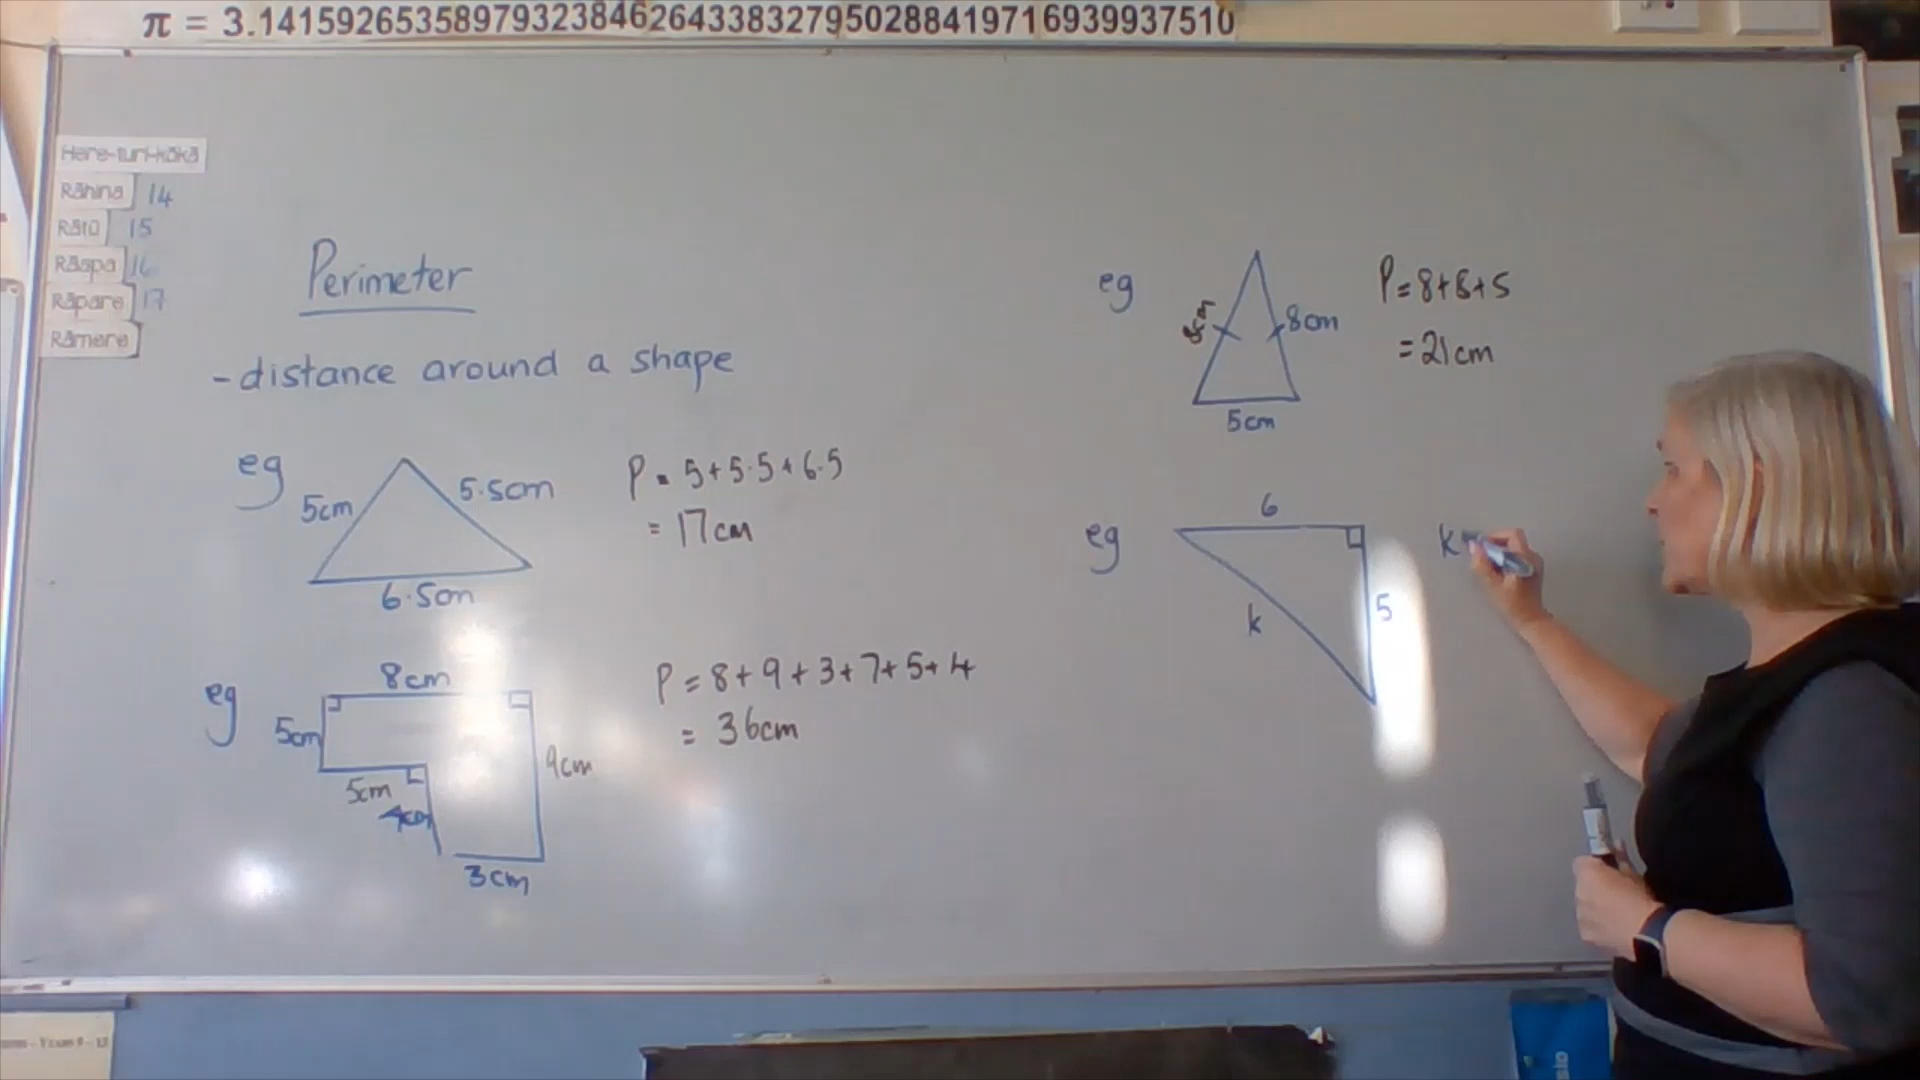 π = 3.14159265358979323846264338327950288419716939937510
Here-turi-kōkā
Rāhina 14
Rātū 15
Rāapa 16
Rāpare 17
Rāmere
Perimeter
- distance around a shape
eg
5cm
5.5cm
6.5cm
P = 5+5.5+6.5
= 17cm
eg
8cm
5cm
5cm
4cm
9cm
3cm
P = 8+9+3+7+5+4
= 36cm
eg
8cm
8cm
5cm
P = 8+8+5
= 21cm
eg
6
5
k
k